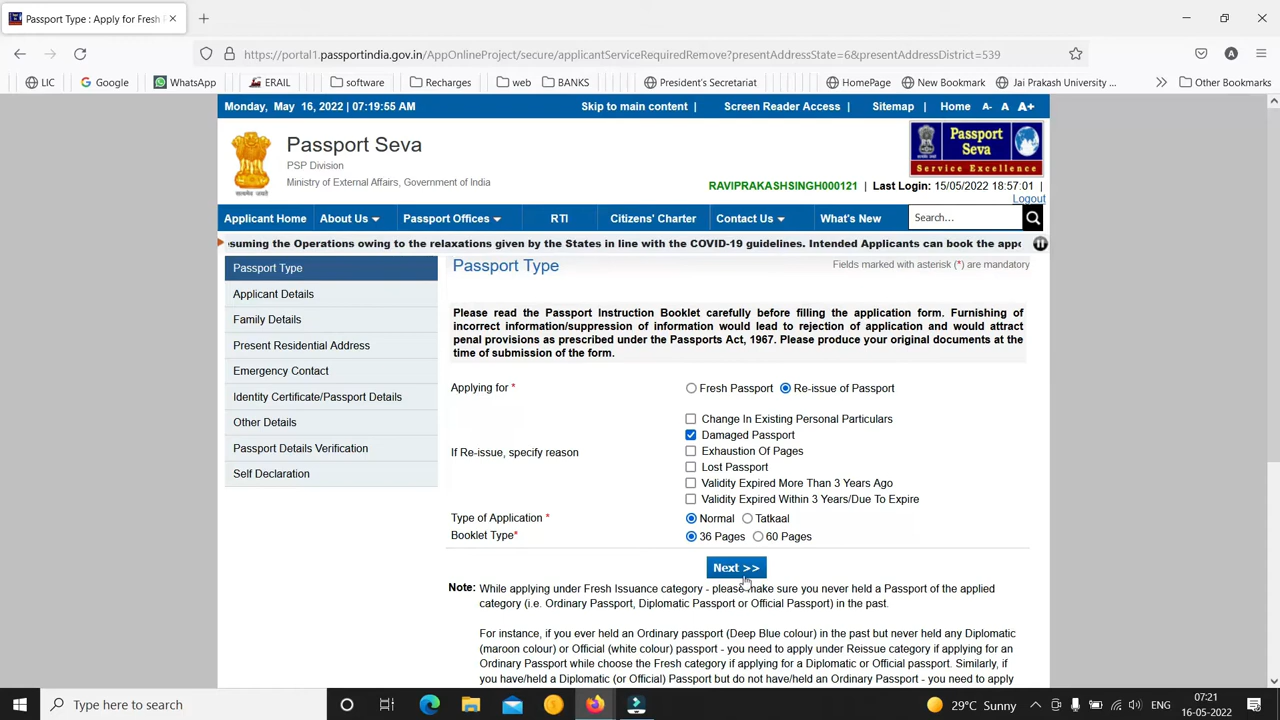 Passport Type : Apply for Fresh
https://portal1.passportindia.gov.in/AppOnlineProject/secure/applicantServiceRequiredRemove?presentAddressState=6&presentAddressDistrict=539
A
LIC
Google
WhatsApp
ERAIL
software
Recharges
web
BANKS
President's Secretariat
HomePage
New Bookmark
Jai Prakash University ...
Other Bookmarks
Monday, May 16, 2022 | 07:19:55 AM
Skip to main content |
Screen Reader Access |
Sitemap |
Home
A- A A+
Passport Seva
PSP Division
Ministry of External Affairs, Government of India
Passport
Seva
Service Excellence
RAVIPRAKASHSINGH000121 | Last Login: 15/05/2022 18:57:01 |
Logout
Applicant Home
About Us
Passport Offices
RTI
Citizens' Charter
Contact Us
What's New
Search...
suming the Operations owing to the relaxations given by the States in line with the COVID-19 guidelines. Intended Applicants can book the appo
Passport Type
Applicant Details
Family Details
Present Residential Address
Emergency Contact
Identity Certificate/Passport Details
Other Details
Passport Details Verification
Self Declaration
Passport Type
Fields marked with asterisk (*) are mandatory
Please read the Passport Instruction Booklet carefully before filling the application form. Furnishing of
incorrect information/suppression of information would lead to rejection of application and would attract
penal provisions as prescribed under the Passports Act, 1967. Please produce your original documents at the
time of submission of the form.
Applying for *
Fresh Passport
Re-issue of Passport
If Re-issue, specify reason
Change In Existing Personal Particulars
Damaged Passport
Exhaustion Of Pages
Lost Passport
Validity Expired More Than 3 Years Ago
Validity Expired Within 3 Years/Due To Expire
Type of Application *
Normal
Tatkaal
Booklet Type*
36 Pages
60 Pages
Next >>
Note: While applying under Fresh Issuance category - please make sure you never held a Passport of the applied
category (i.e. Ordinary Passport, Diplomatic Passport or Official Passport) in the past.
For instance, if you ever held an Ordinary passport (Deep Blue colour) in the past but never held any Diplomatic
(maroon colour) or Official (white colour) passport - you need to apply under Reissue category if applying for an
Ordinary Passport while choose the Fresh category if applying for a Diplomatic or Official passport. Similarly, if
you have/held a Diplomatic (or Official) Passport but do not have/held an Ordinary Passport - you need to apply
Type here to search
29°C Sunny
ENG
07:21
16-05-2022